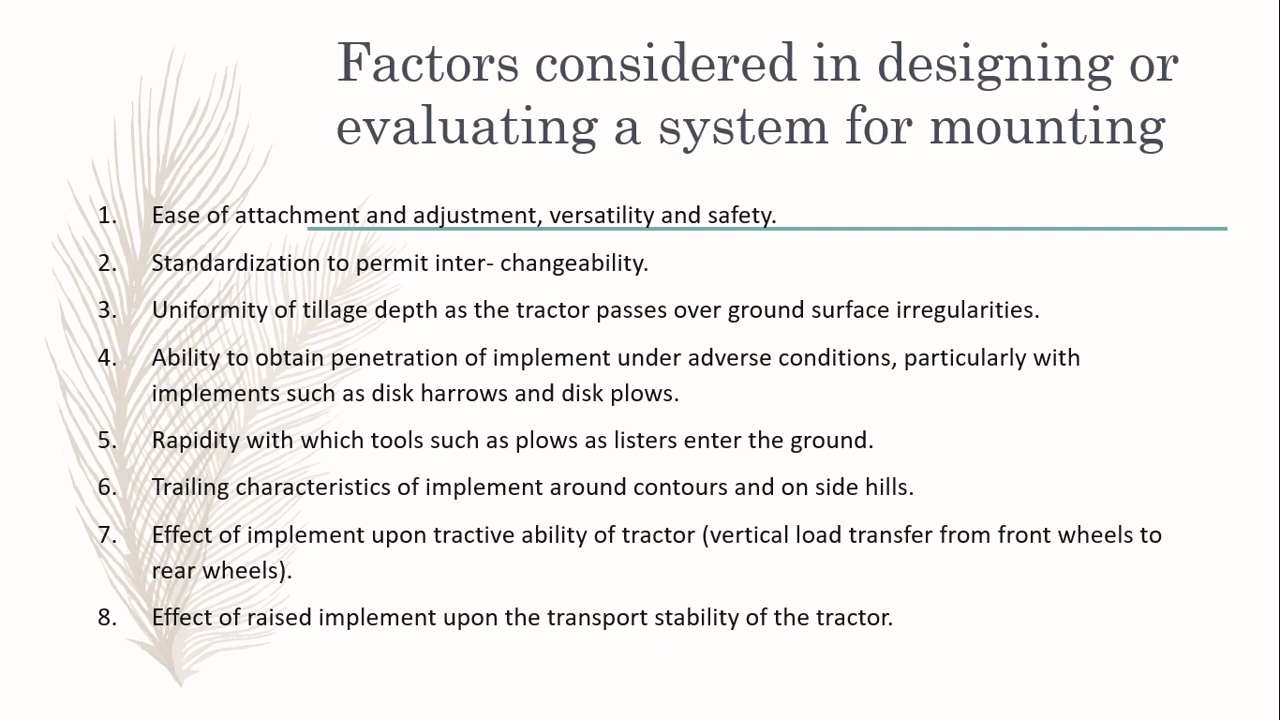 Factors considered in designing or
evaluating a system for mounting
1. Ease of attachment and adjustment, versatility and safety.
2. Standardization to permit inter- changeability.
3. Uniformity of tillage depth as the tractor passes over ground surface irregularities.
4. Ability to obtain penetration of implement under adverse conditions, particularly with
implements such as disk harrows and disk plows.
5. Rapidity with which tools such as plows as listers enter the ground.
6. Trailing characteristics of implement around contours and on side hills.
7. Effect of implement upon tractive ability of tractor (vertical load transfer from front wheels to
rear wheels).
8. Effect of raised implement upon the transport stability of the tractor.